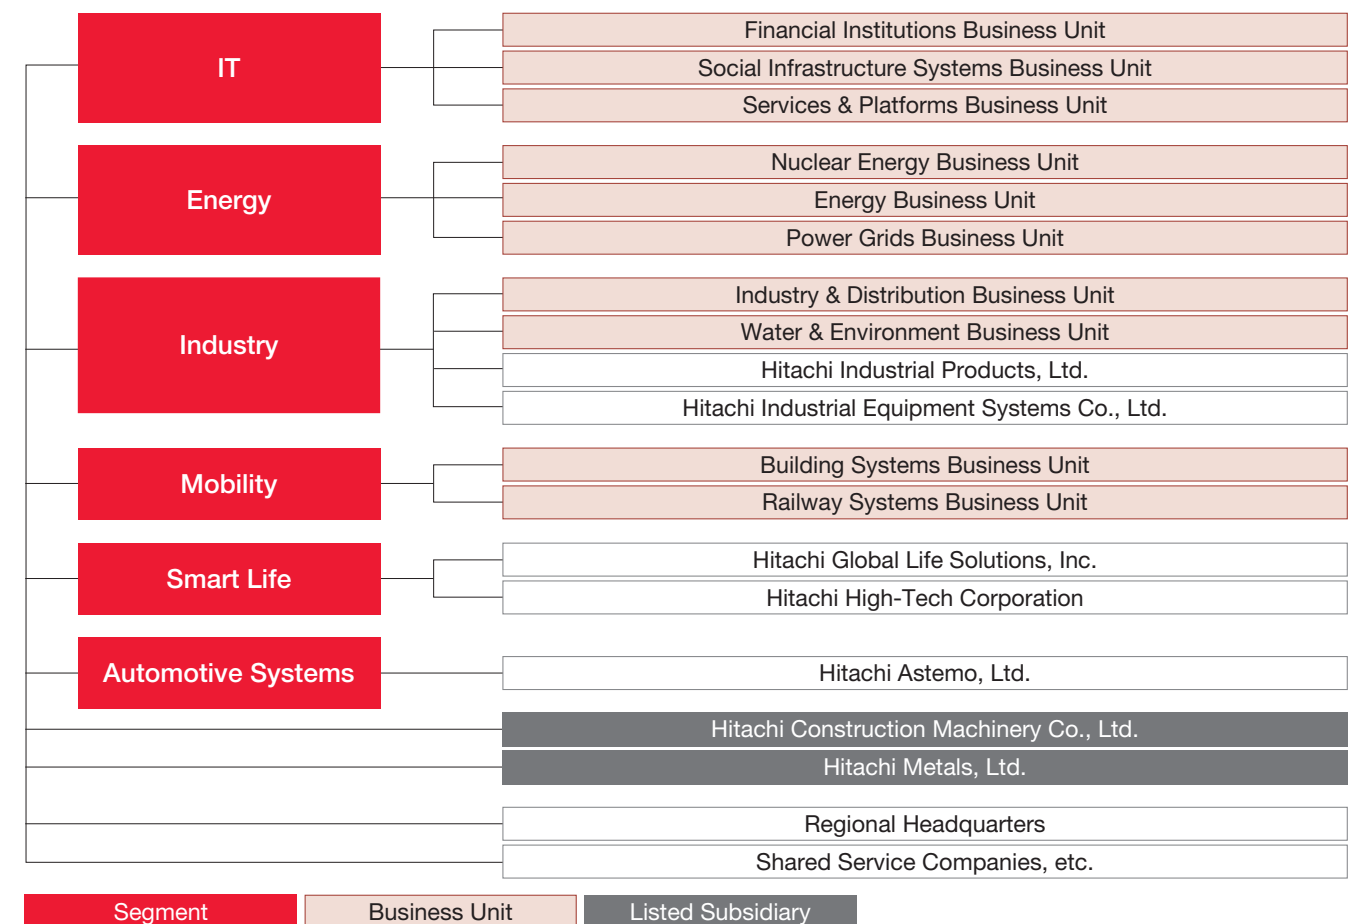 IT
Financial Institutions Business Unit
Social Infrastructure Systems Business Unit
Services & Platforms Business Unit
Energy
Nuclear Energy Business Unit
Energy Business Unit
Power Grids Business Unit
Industry
Industry & Distribution Business Unit
Water & Environment Business Unit
Hitachi Industrial Products, Ltd.
Hitachi Industrial Equipment Systems Co., Ltd.
Mobility
Building Systems Business Unit
Railway Systems Business Unit
Smart Life
Hitachi Global Life Solutions, Inc.
Hitachi High-Tech Corporation
Automotive Systems
Hitachi Astemo, Ltd.
Hitachi Construction Machinery Co., Ltd.
Hitachi Metals, Ltd.
Regional Headquarters
Shared Service Companies, etc.
Segment
Business Unit
Listed Subsidiary